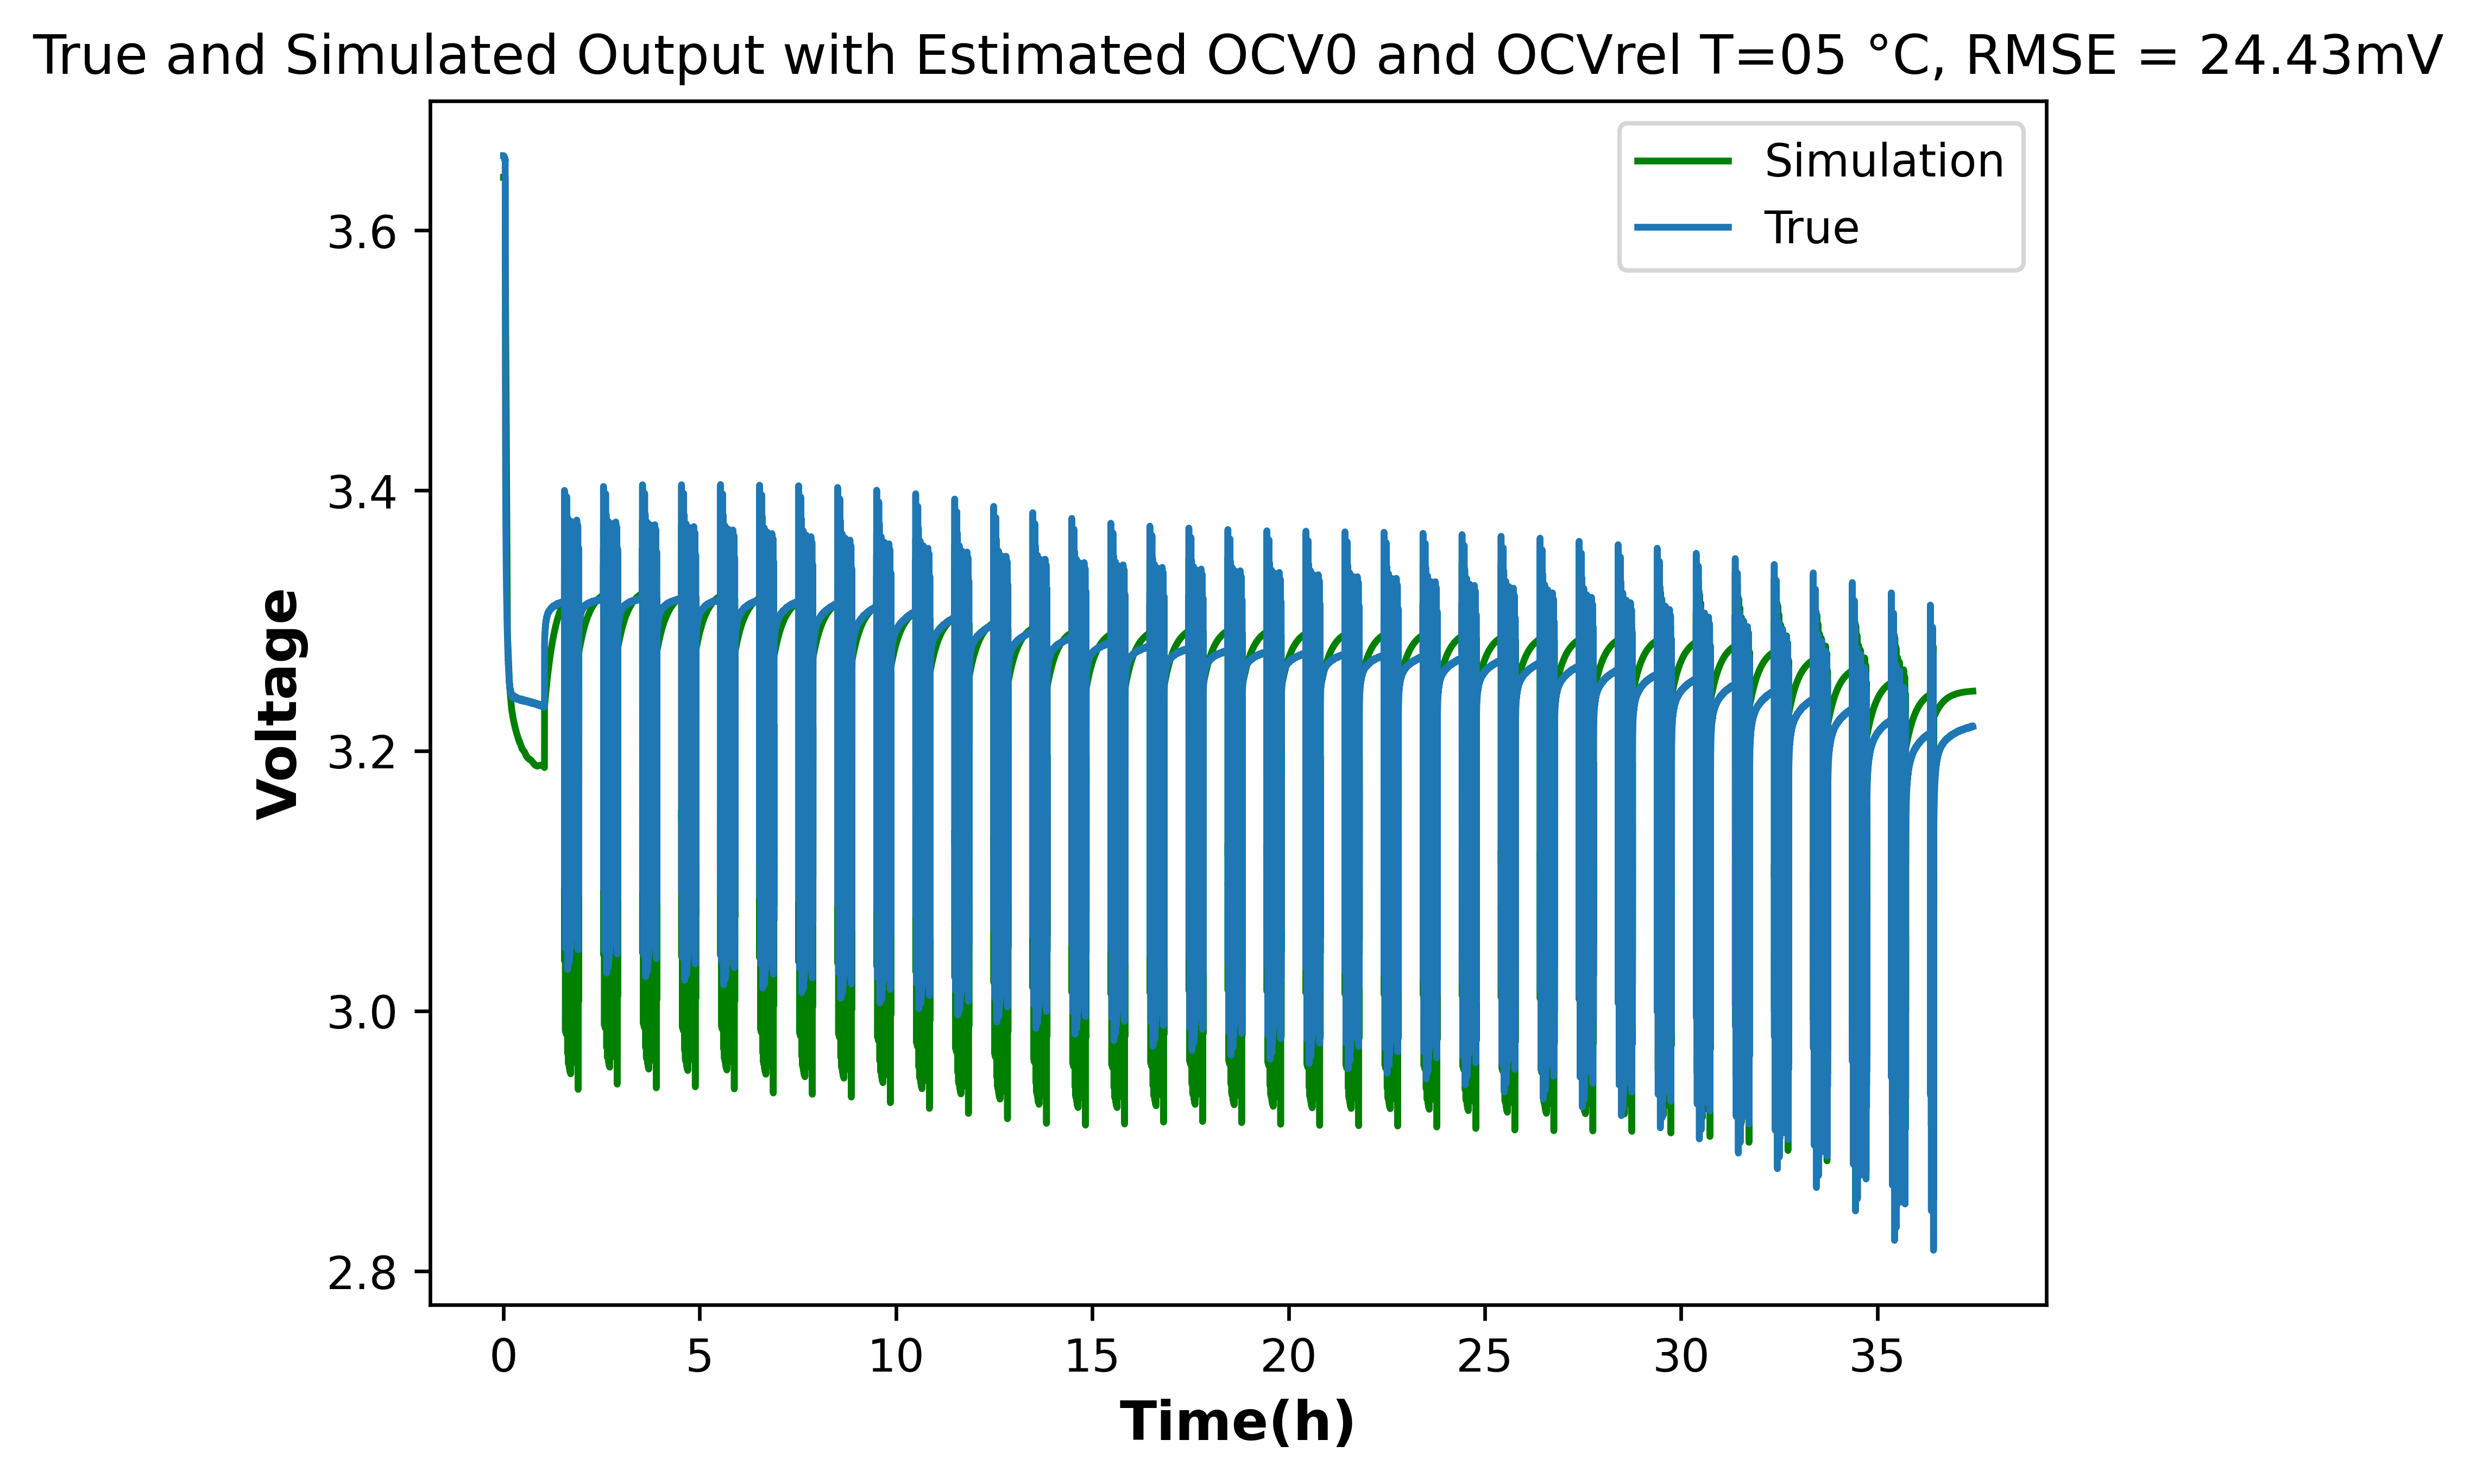 True and Simulated Output with Estimated OCV0 and OCVrel T=05 °C, RMSE = 24.43mV
Simulation
True
3.6
3.4
3.2
3.0
2.8
Voltage
0 5 10 15 20 25 30 35
Time(h)